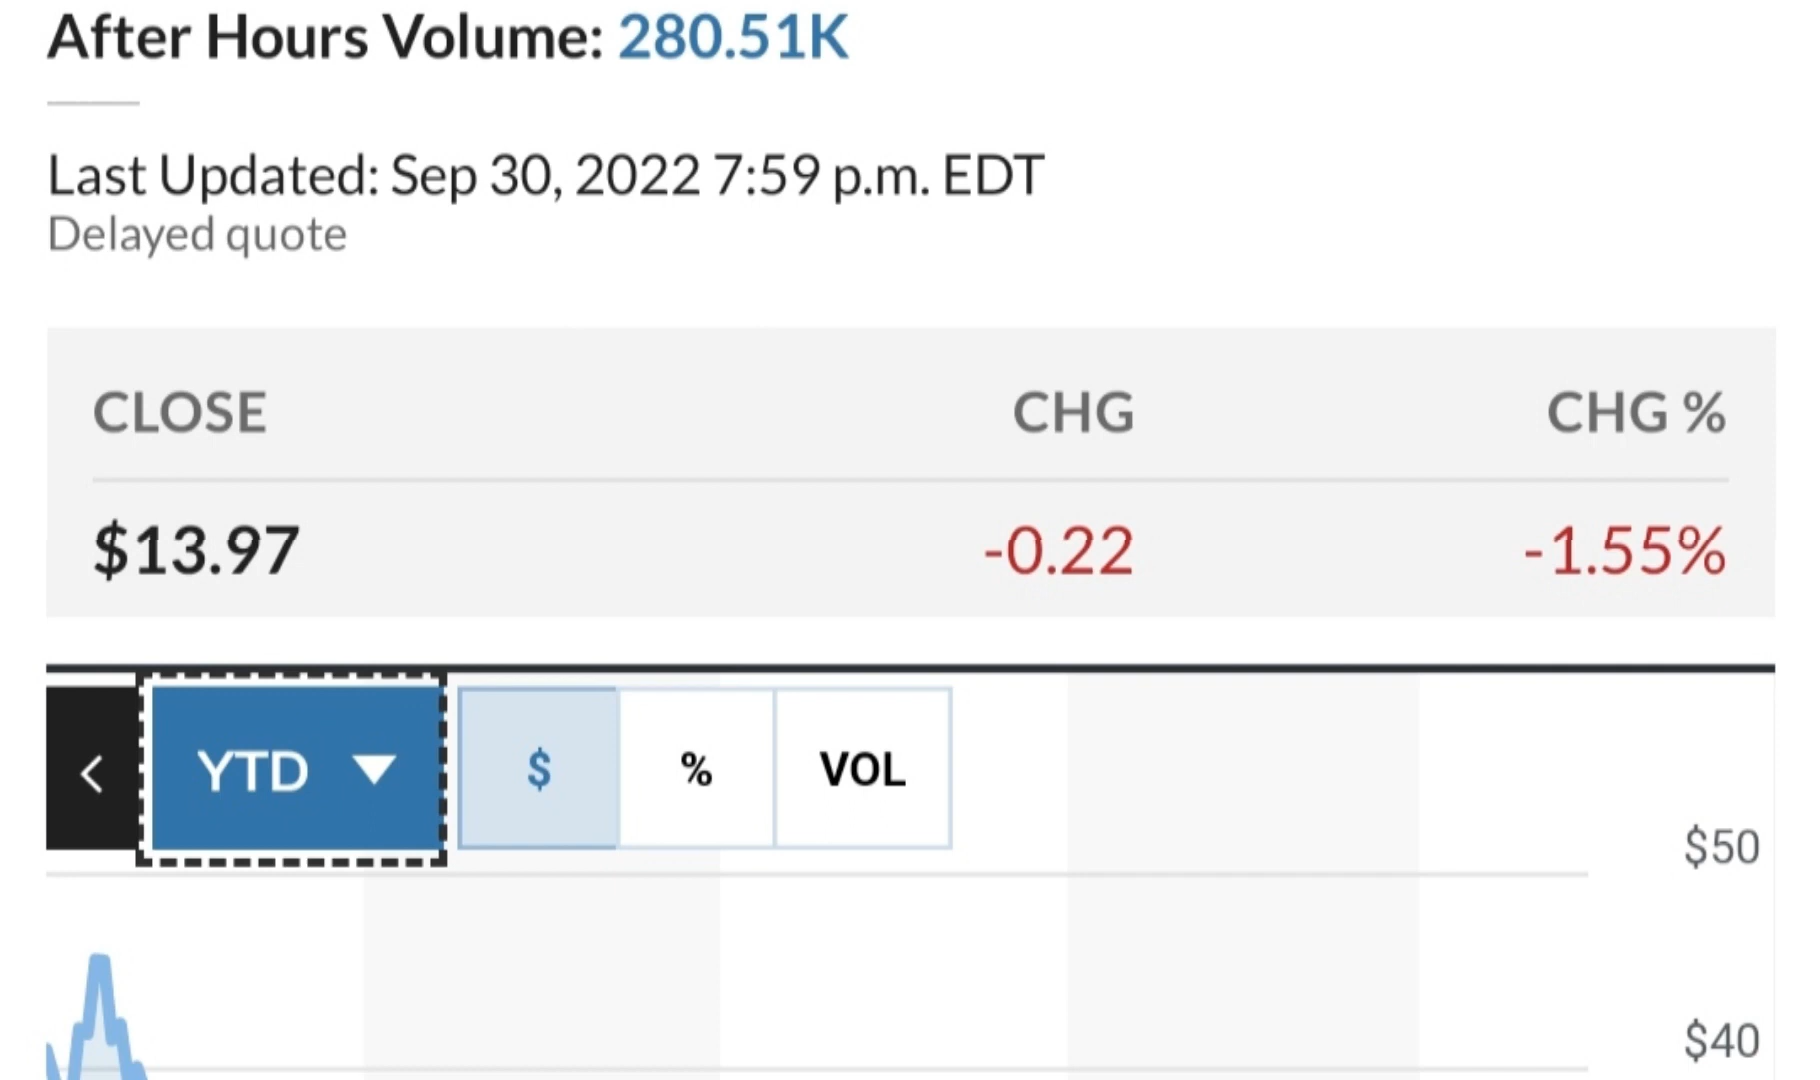 After Hours Volume: 280.51K
Last Updated: Sep 30, 2022 7:59 p.m. EDT
Delayed quote
CLOSE CHG CHG %
$13.97 -0.22 -1.55%
YTD $ % VOL
$50
$40